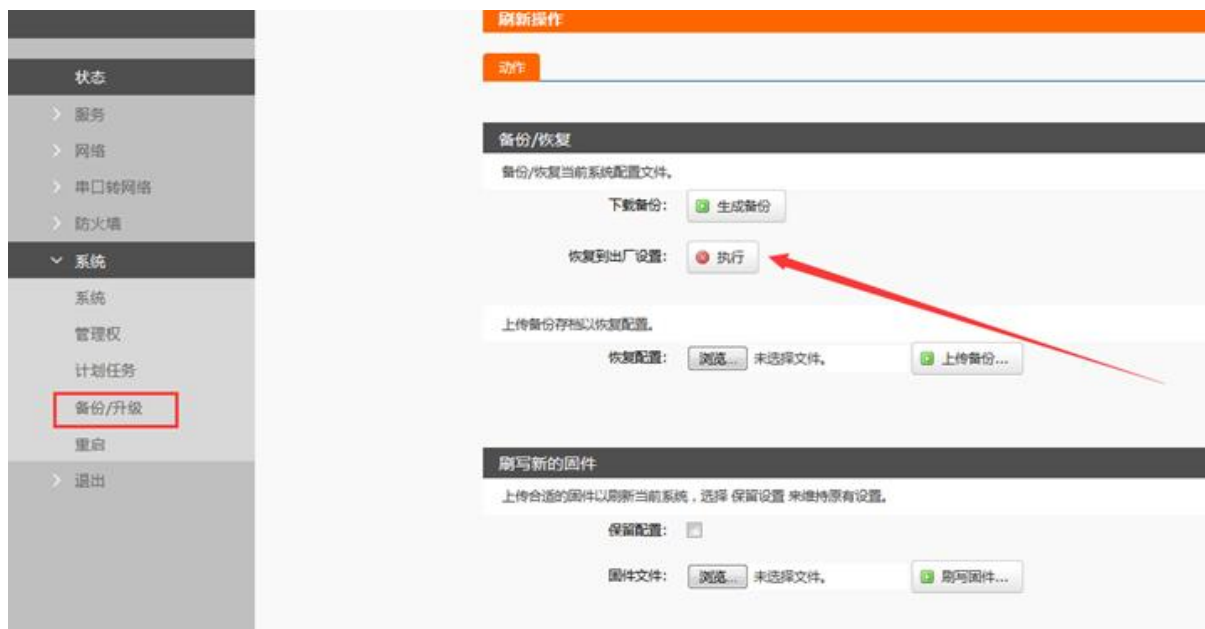 刷新操作
动作
状态
服务
网络
串口转网络
防火墙
系统
系统
管理权
计划任务
备份/升级
重启
退出
备份/恢复
备份/恢复当前系统配置文件。
下载备份: 生成备份
恢复到出厂设置: 执行
上传备份存档以恢复配置。
恢复配置: 浏览... 未选择文件。 上传备份...
刷写新的固件
上传合适的固件以刷新当前系统，选择 保留设置 来维持原有设置。
保留配置:
固件文件: 浏览... 未选择文件。 刷写固件...